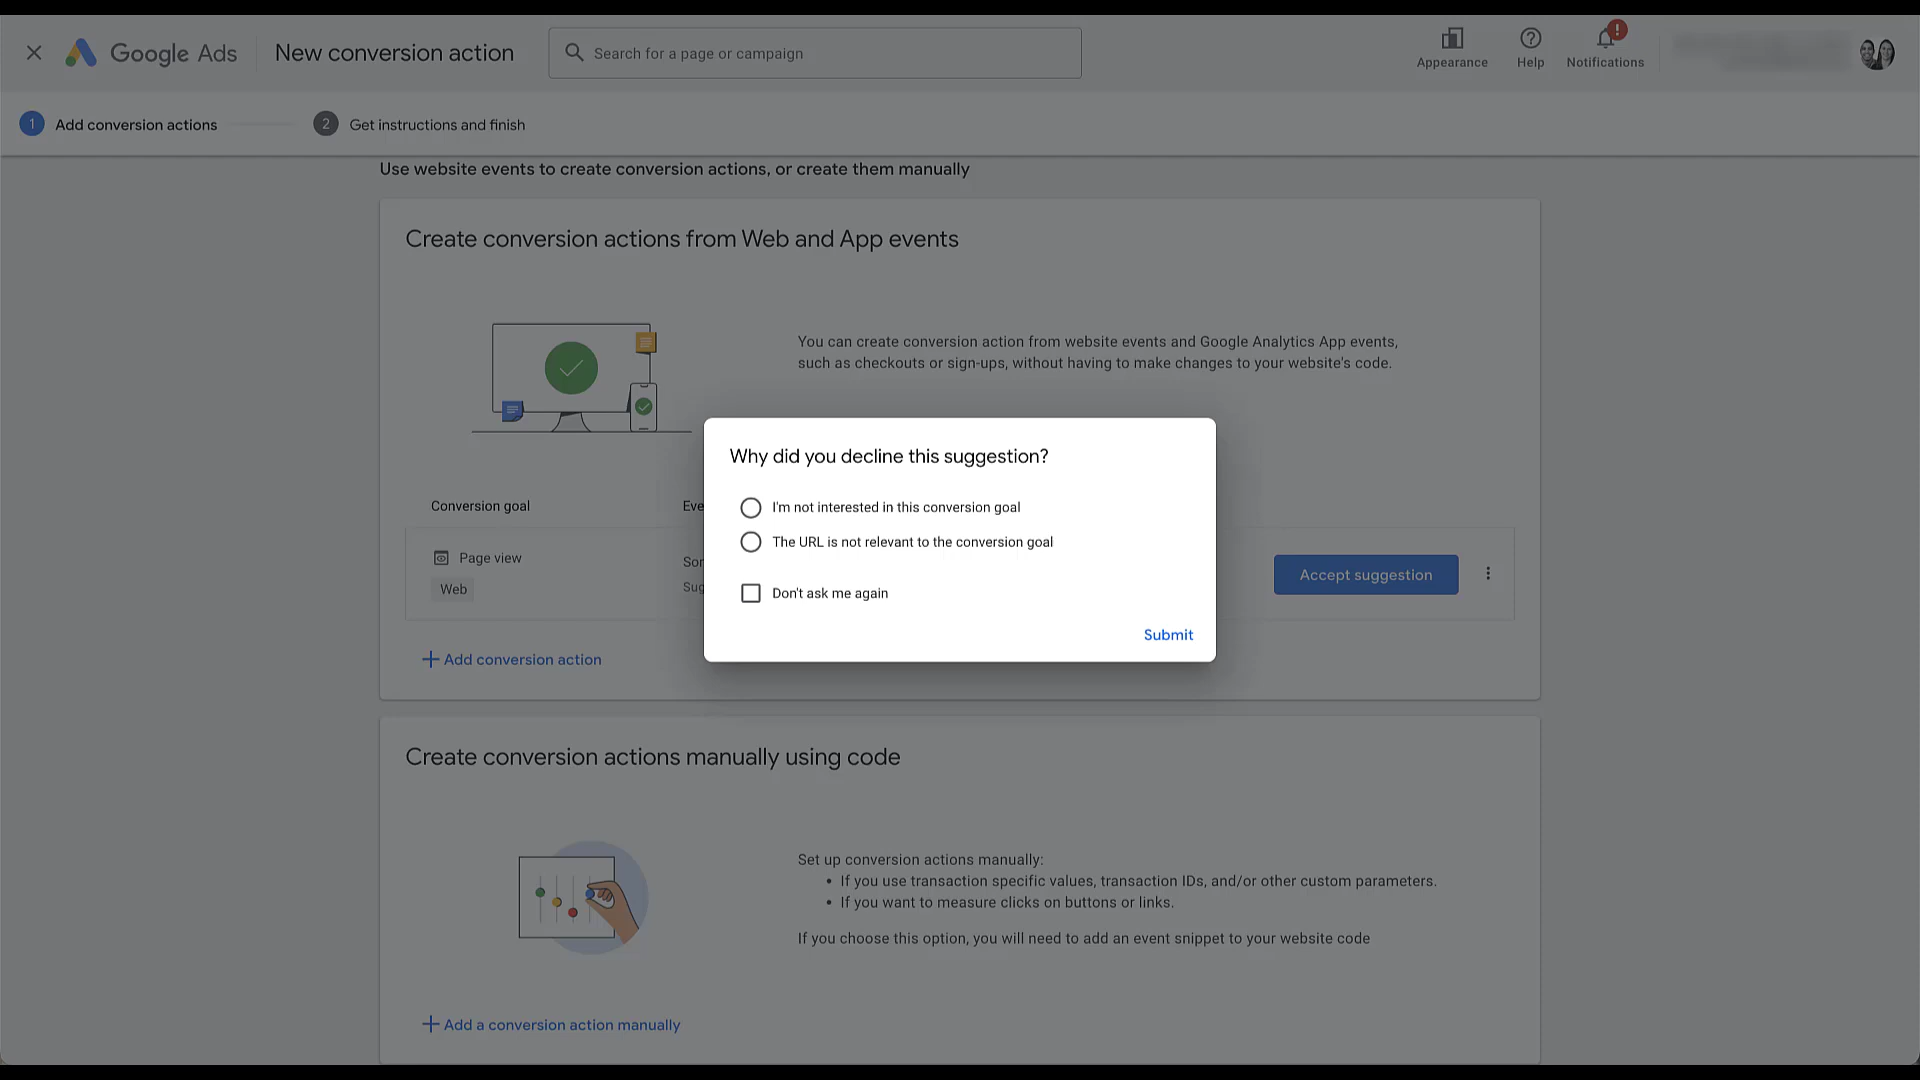 Google Ads
New conversion action
Search for a page or campaign
Appearance
Help
!
Notifications
1 Add conversion actions
2 Get instructions and finish
Use website events to create conversion actions, or create them manually
Create conversion actions from Web and App events
You can create conversion action from website events and Google Analytics App events,
such as checkouts or sign-ups, without having to make changes to your website's code.
Why did you decline this suggestion?
I'm not interested in this conversion goal
The URL is not relevant to the conversion goal
Don't ask me again
Submit
Conversion goal
Eve
Page view
Web
Sor
Sug
Accept suggestion
+ Add conversion action
Create conversion actions manually using code
Set up conversion actions manually:
• If you use transaction specific values, transaction IDs, and/or other custom parameters.
• If you want to measure clicks on buttons or links.
If you choose this option, you will need to add an event snippet to your website code
+ Add a conversion action manually